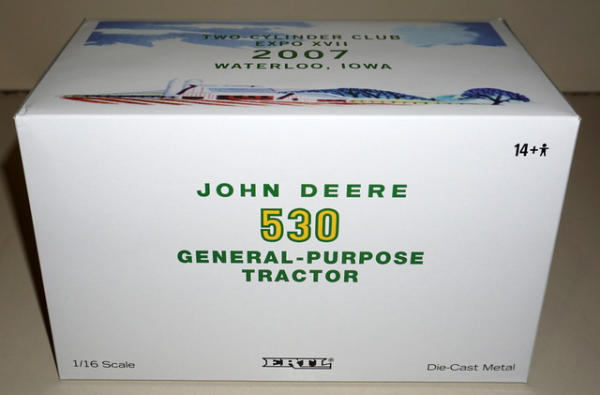 TWO-CYLINDER CLUB
EXPO XVII
2007
WATERLOO, IOWA
14+
JOHN DEERE
530
GENERAL-PURPOSE
TRACTOR
1/16 Scale
ERTL®
Die-Cast Metal